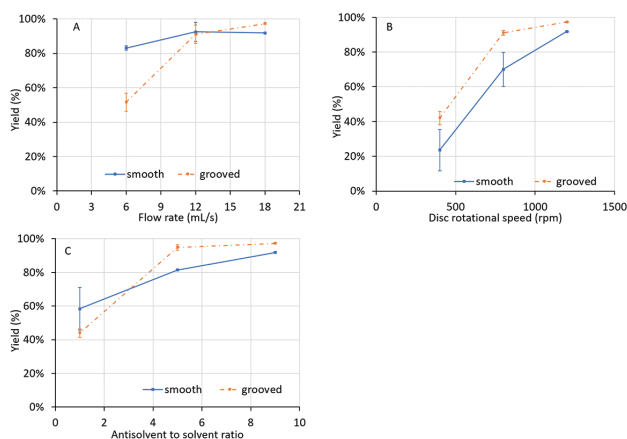 A
100%
80%
60%
40%
20%
0%
Yield (%)
smooth grooved
0 3 6 9 12 15 18 21
Flow rate (mL/s)
B
100%
80%
60%
40%
20%
0%
Yield (%)
smooth grooved
0 500 1000 1500
Disc rotational speed (rpm)
C
100%
80%
60%
40%
20%
0%
Yield (%)
smooth grooved
0 2 4 6 8 10
Antisolvent to solvent ratio